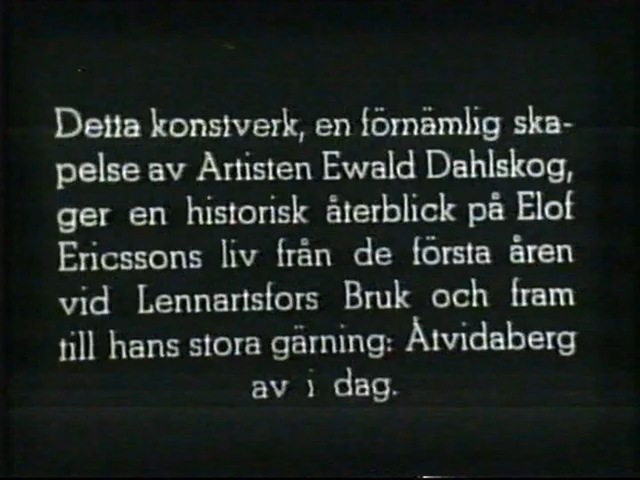 Detta konstverk, en förnämlig ska-
pelse av Artisten Ewald Dahlskog,
ger en historisk återblick på Elof
Ericssons liv från de första åren
vid Lennartsfors Bruk och fram
till hans stora gärning: Åtvidaberg
av i dag.